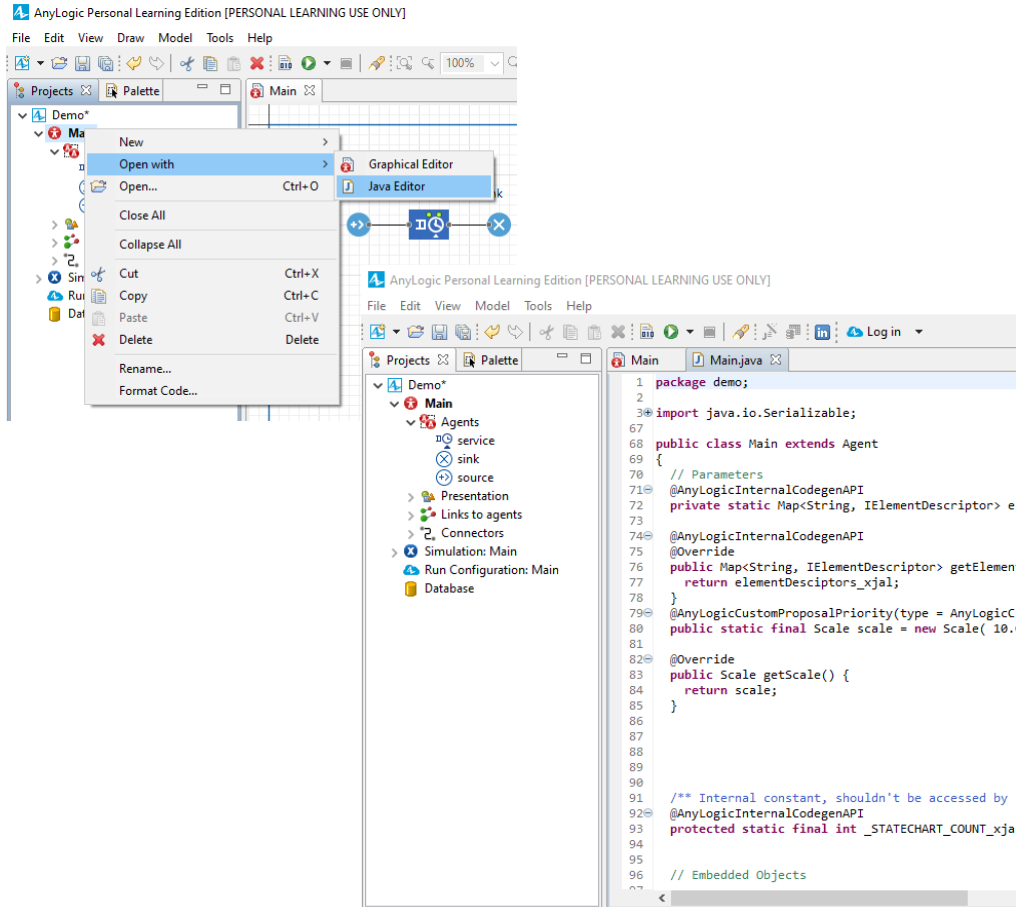 AnyLogic Personal Learning Edition [PERSONAL LEARNING USE ONLY]
File Edit View Draw Model Tools Help
100%
Projects Palette Main
Demo*
Ma
New
Open with
Open... Ctrl+O
Close All
Collapse All
Cut Ctrl+X
Copy Ctrl+C
Paste Ctrl+V
Delete Delete
Rename...
Format Code...
Graphical Editor
Java Editor
nk
Sim
Ru
Dat
AnyLogic Personal Learning Edition [PERSONAL LEARNING USE ONLY]
File Edit View Model Tools Help
Log in
Projects Palette
Demo*
Main
Agents
service
sink
source
Presentation
Links to agents
Connectors
Simulation: Main
Run Configuration: Main
Database
Main Main.java
1 package demo;
2
3 import java.io.Serializable;
67
68 public class Main extends Agent
69 {
70 // Parameters
71 @AnyLogicInternalCodegenAPI
72 private static Map<String, IElementDescriptor> e
73
74 @AnyLogicInternalCodegenAPI
75 @Override
76 public Map<String, IElementDescriptor> getElemen
77 return elementDesciptors_xjal;
78 }
79 @AnyLogicCustomProposalPriority(type = AnyLogicC
80 public static final Scale scale = new Scale( 10.
81
82 @Override
83 public Scale getScale() {
84 return scale;
85 }
86
87
88
89
90
91 /** Internal constant, shouldn't be accessed by
92 @AnyLogicInternalCodegenAPI
93 protected static final int _STATECHART_COUNT_xja
94
95
96 // Embedded Objects
97